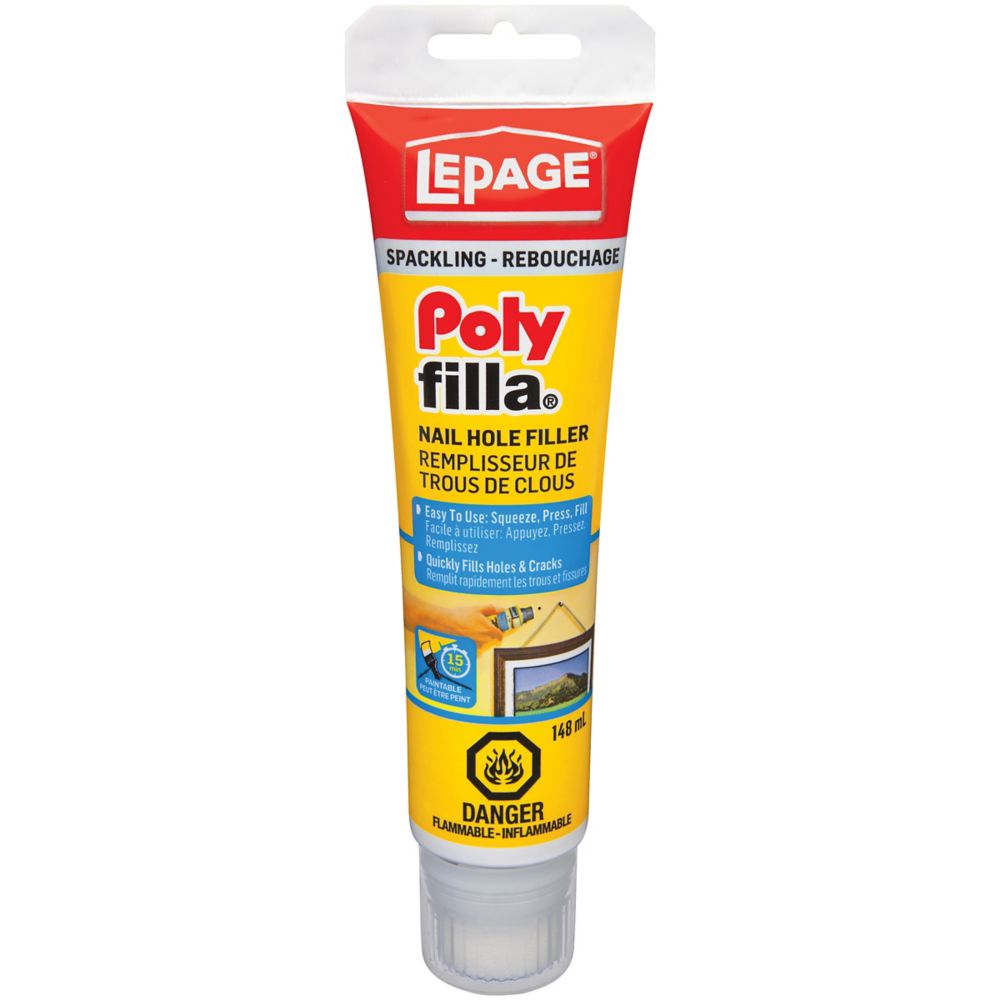 LEPAGE®
SPACKLING - REBOUCHAGE
Poly
filla®
NAIL HOLE FILLER
REMPLISSEUR DE
TROUS DE CLOUS
Easy To Use: Squeeze, Press, Fill
Facile à utiliser: Appuyez, Pressez,
Remplissez
Quickly Fills Holes & Cracks
Remplit rapidement les trous et fissures
15
min
PAINTABLE
PEUT ÊTRE PEINT
148 mL
DANGER
FLAMMABLE - INFLAMMABLE